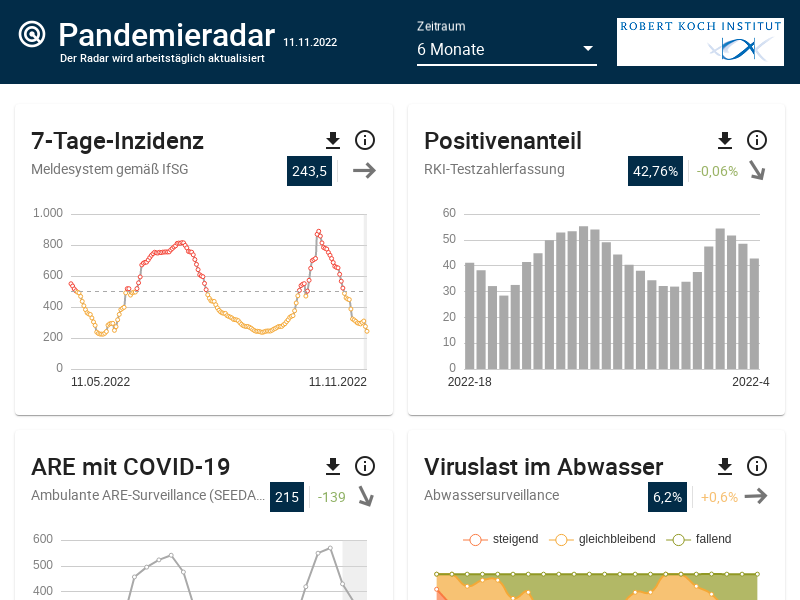 Pandemieradar 11.11.2022
Der Radar wird arbeitstäglich aktualisiert
Zeitraum
6 Monate
ROBERT KOCH INSTITUT
7-Tage-Inzidenz
Meldesystem gemäß IfSG
243,5
1.000
800
600
400
200
0
11.05.2022
11.11.2022
Positivenanteil
RKI-Testzahlerfassung
42,76%
-0,06%
60
50
40
30
20
10
0
2022-18
2022-4
ARE mit COVID-19
Ambulante ARE-Surveillance (SEEDA...
215
-139
600
500
400
Viruslast im Abwasser
Abwassersurveillance
6,2%
+0,6%
steigend
gleichbleibend
fallend